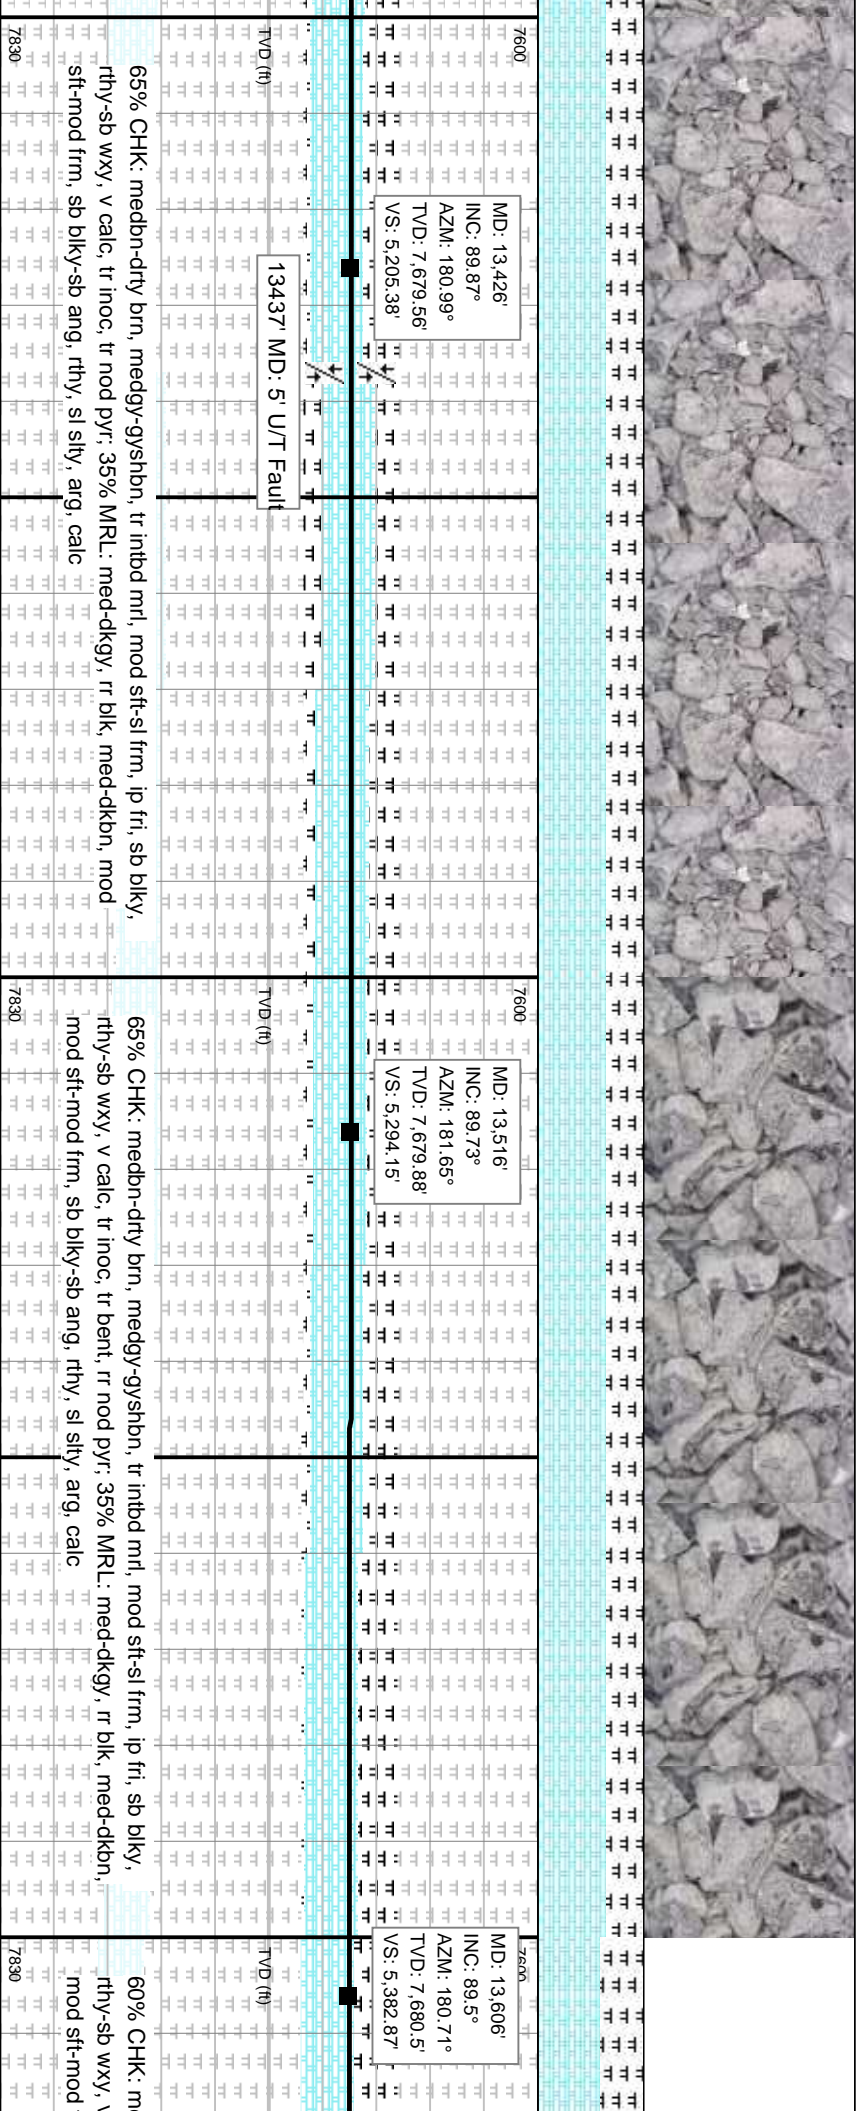 7600
TVD (ft)
7830
MD: 13,426'
INC: 89.87°
AZM: 180.99°
TVD: 7,679.56'
VS: 5,205.38'
13437' MD: 5' U/T Fault
65% CHK: medbn-drty brn, medgy-gyshbn, tr intbd mrl, mod sft-sl frm, ip fri, sb blky,
rthy-sb wxy, v calc, tr inoc, tr nod pyr; 35% MRL: med-dkgy, rr blk, med-dkbn, mod
sft-mod frm, sb blky-sb ang, rthy, sl slty, arg, calc
7600
TVD (ft)
7830
MD: 13,516'
INC: 89.73°
AZM: 181.65°
TVD: 7,679.88'
VS: 5,294.15'
65% CHK: medbn-drty brn, medgy-gyshbn, tr intbd mrl, mod sft-sl frm, ip fri, sb blky,
rthy-sb wxy, v calc, tr inoc, tr bent, rr nod pyr; 35% MRL: med-dkgy, rr blk, med-dkbn,
mod sft-mod frm, sb blky-sb ang, rthy, sl slty, arg, calc
7600
TVD (ft)
7830
MD: 13,606'
INC: 89.5°
AZM: 180.71°
TVD: 7,680.5'
VS: 5,382.87'
60% CHK:
rthy-sb wxy,
mod sft-mod